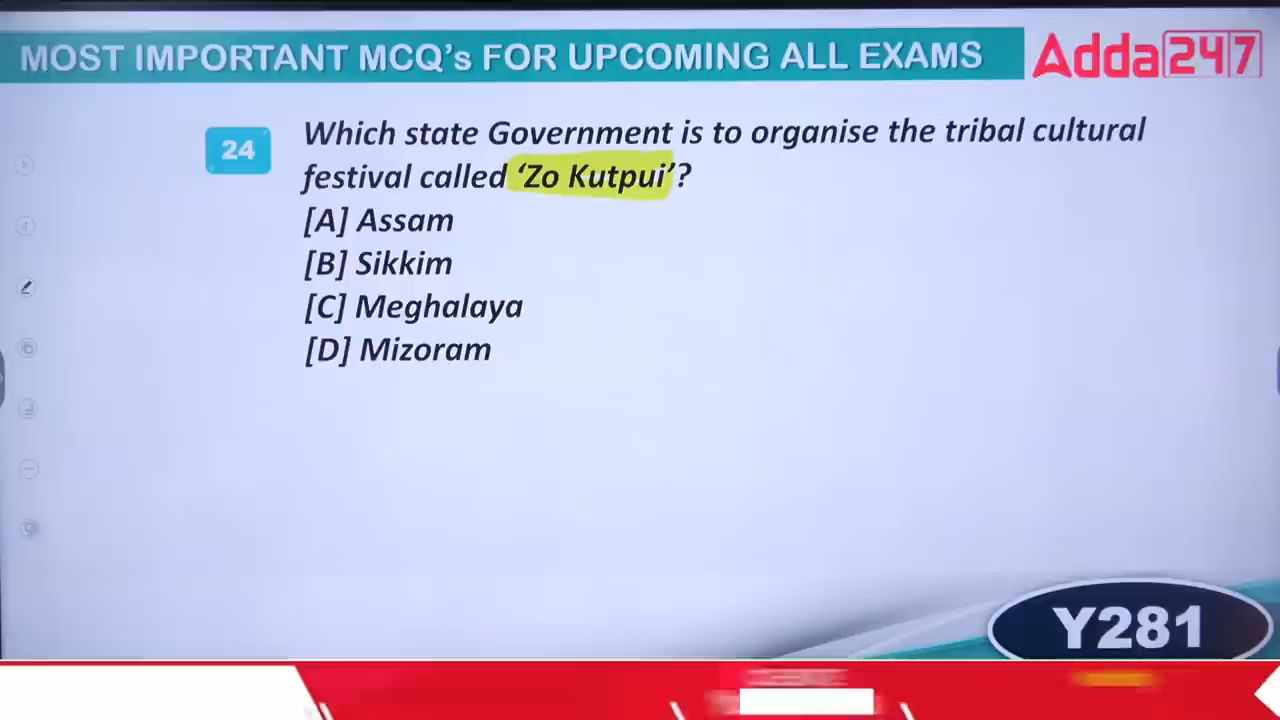 MOST IMPORTANT MCQ's FOR UPCOMING ALL EXAMS
Adda247
24
Which state Government is to organise the tribal cultural
festival called ‘Zo Kutpui’?
[A] Assam
[B] Sikkim
[C] Meghalaya
[D] Mizoram
Y281